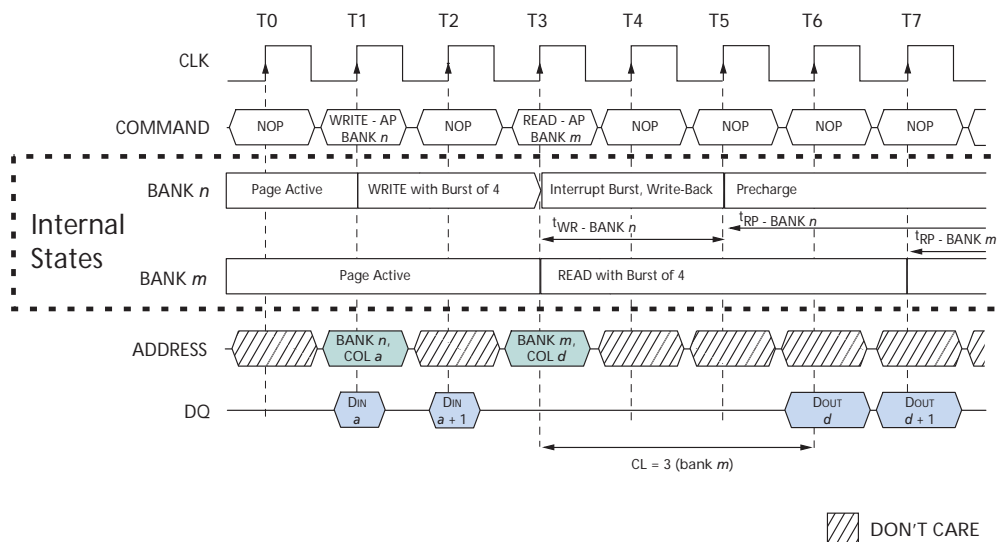 T0 T1 T2 T3 T4 T5 T6 T7
CLK
COMMAND NOP WRITE - AP NOP READ - AP NOP NOP NOP NOP
BANK n BANK m
BANK n Page Active WRITE with Burst of 4 Interrupt Burst, Write-Back Precharge
Internal
States
tWR - BANK n tRP - BANK n
tRP - BANK m
BANK m Page Active READ with Burst of 4
ADDRESS BANK n, BANK m,
COL a COL d
DQ DIN DIN DOUT DOUT
a a + 1 d d + 1
CL = 3 (bank m)
DON'T CARE